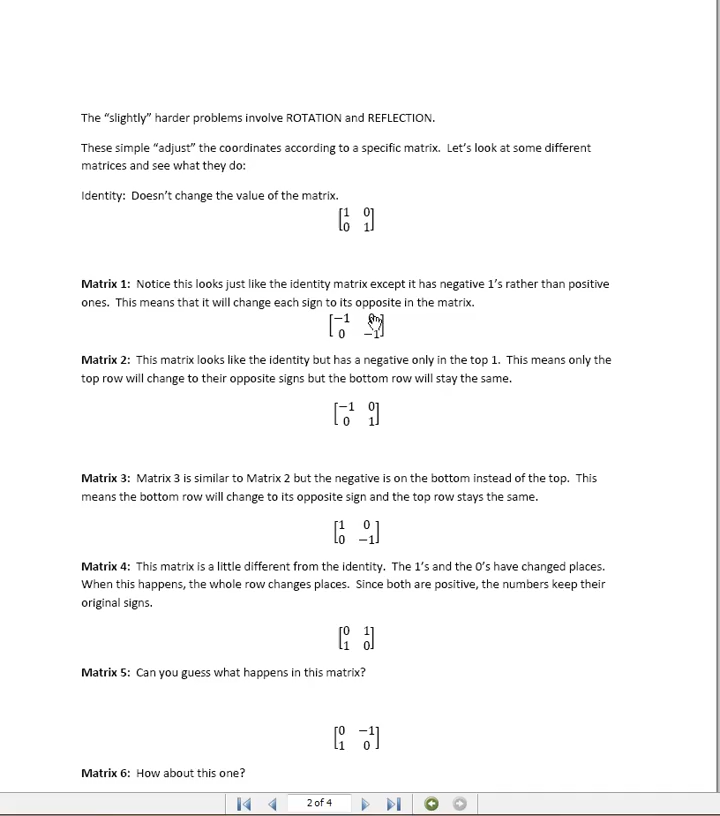 The “slightly” harder problems involve ROTATION and REFLECTION.
These simple “adjust” the coordinates according to a specific matrix.  Let’s look at some different
matrices and see what they do:
Identity:  Doesn’t change the value of the matrix.
[1 0]
[0 1]
Matrix 1:  Notice this looks just like the identity matrix except it has negative 1’s rather than positive
ones.  This means that it will change each sign to its opposite in the matrix.
[−1 0]
[0 −1]
Matrix 2:  This matrix looks like the identity but has a negative only in the top 1.  This means only the
top row will change to their opposite signs but the bottom row will stay the same.
[−1 0]
[0 1]
Matrix 3:  Matrix 3 is similar to Matrix 2 but the negative is on the bottom instead of the top.  This
means the bottom row will change to its opposite sign and the top row stays the same.
[1 0]
[0 −1]
Matrix 4:  This matrix is a little different from the identity.  The 1’s and the 0’s have changed places.
When this happens, the whole row changes places.  Since both are positive, the numbers keep their
original signs.
[0 1]
[1 0]
Matrix 5:  Can you guess what happens in this matrix?
[0 −1]
[1 0]
Matrix 6:  How about this one?
2 of 4